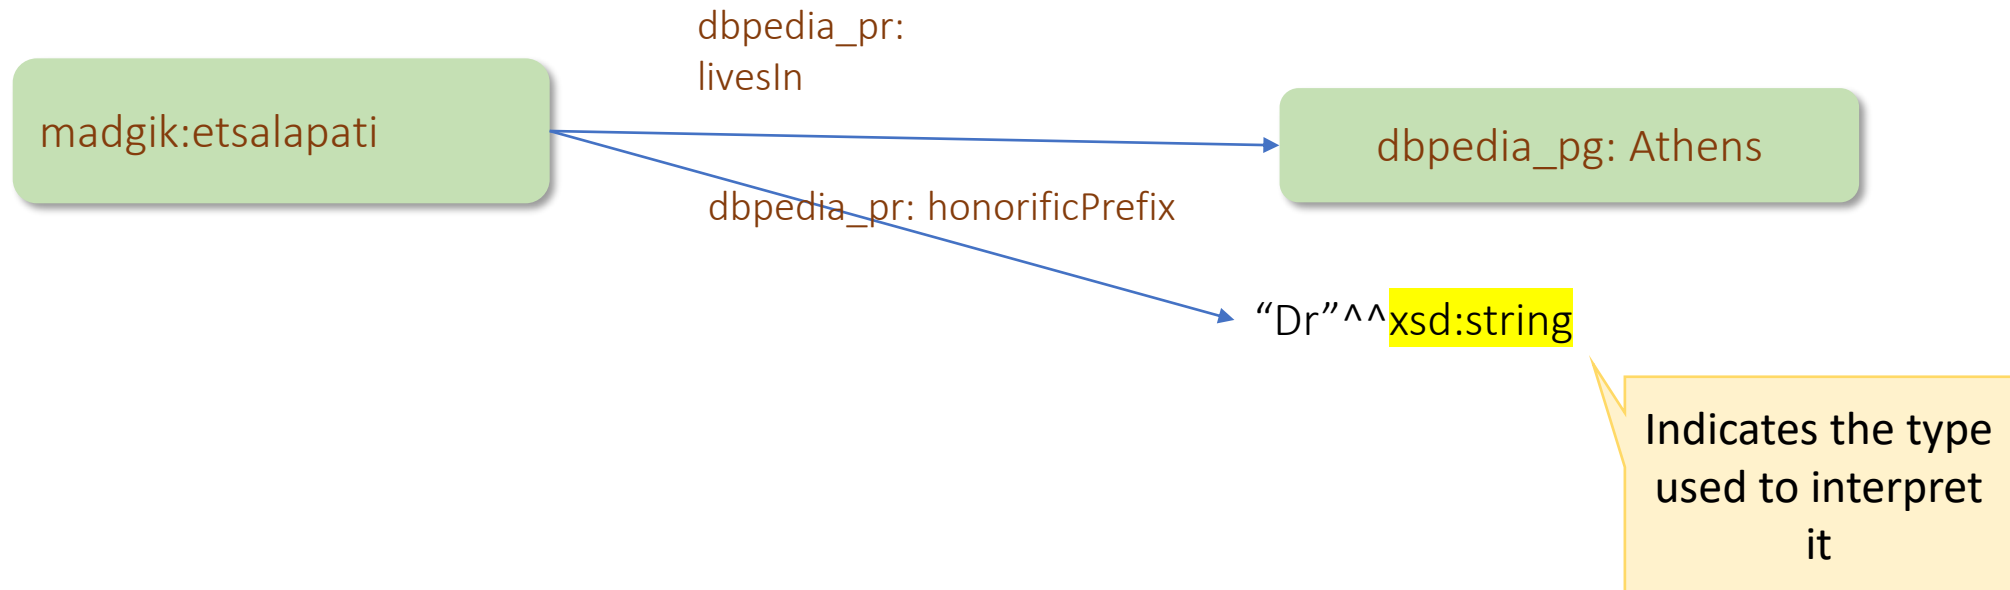 dbpedia_pr:
livesIn
madgik:etsalapati
dbpedia_pg: Athens
dbpedia_pr: honorificPrefix
“Dr”^^xsd:string
Indicates the type
used to interpret
it